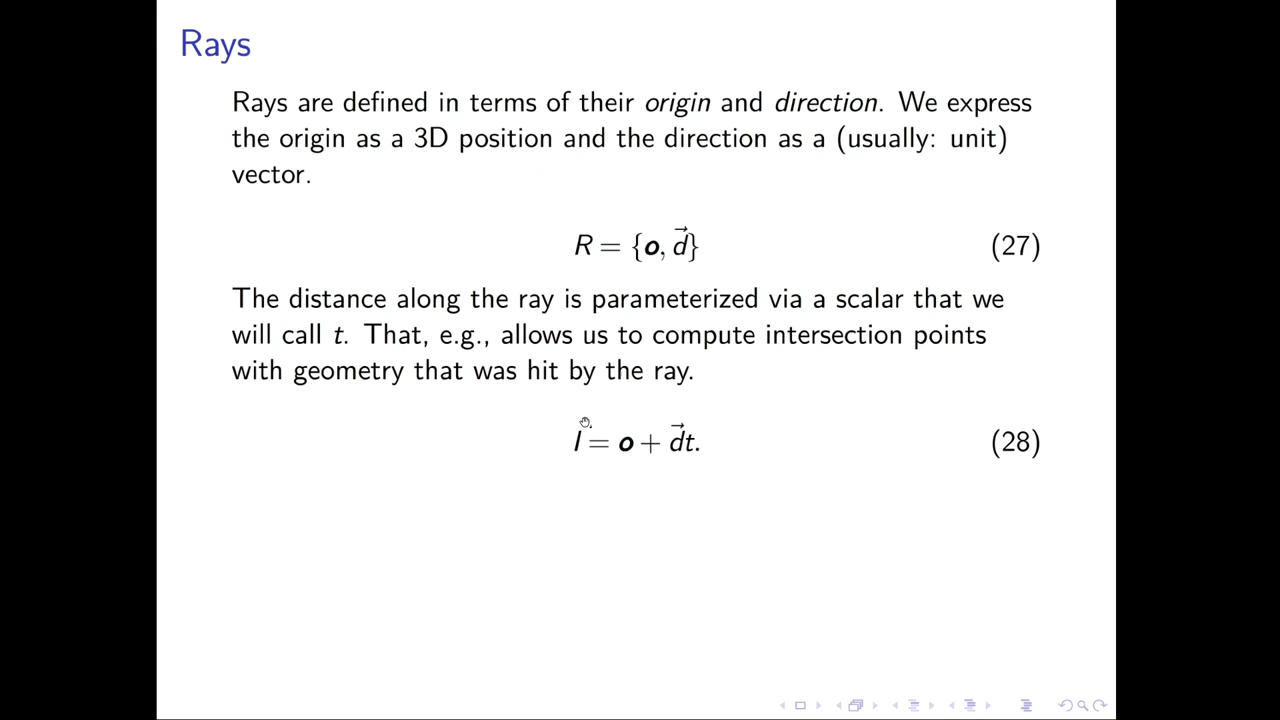 Rays
Rays are defined in terms of their origin and direction. We express
the origin as a 3D position and the direction as a (usually: unit)
vector.
R = {o, d⃗} (27)
The distance along the ray is parameterized via a scalar that we
will call t. That, e.g., allows us to compute intersection points
with geometry that was hit by the ray.
I = o + d⃗t. (28)